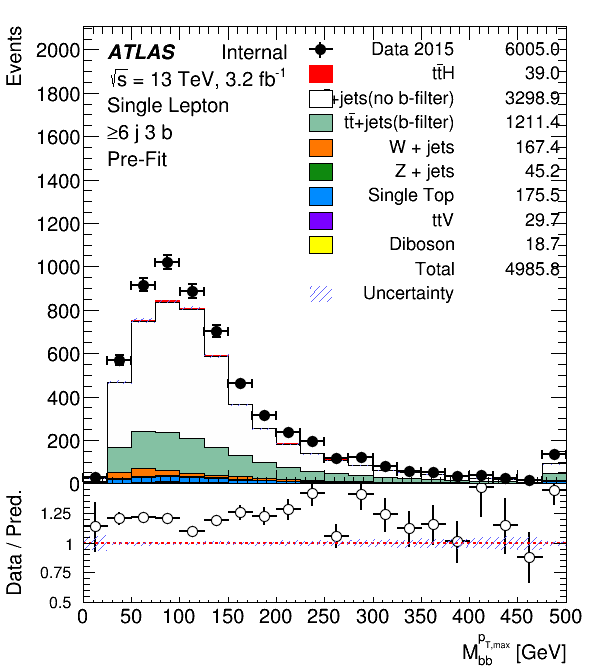 Events
ATLAS Internal
√s = 13 TeV, 3.2 fb-1
Single Lepton
≥6 j 3 b
Pre-Fit
Data 2015 6005.0
tt̄H 39.0
+jets(no b-filter) 3298.9
tt̄+jets(b-filter) 1211.4
W + jets 167.4
Z + jets 45.2
Single Top 175.5
ttV 29.7
Diboson 18.7
Total 4985.8
Uncertainty
2000
1800
1600
1400
1200
1000
800
600
400
200
0
Data / Pred.
1.25
1
0.75
0.5
0 50 100 150 200 250 300 350 400 450 500
M_bb^pT,max [GeV]